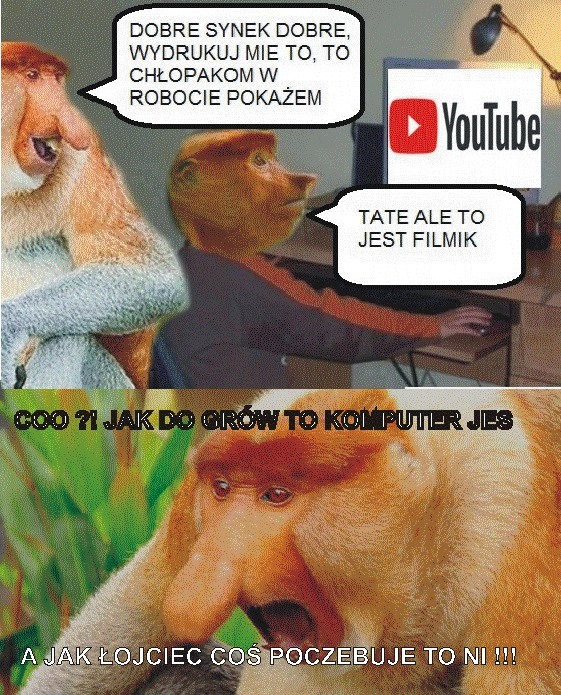 DOBRE SYNEK DOBRE,
WYDRUKUJ MIE TO, TO
CHŁOPAKOM W
ROBOCIE POKAŻEM
YouTube
TATE ALE TO
JEST FILMIK
COO ?! JAK DO GRÓW TO KOMPUTER JES
A JAK ŁOJCIEC COŚ POCZEBUJE TO NI !!!